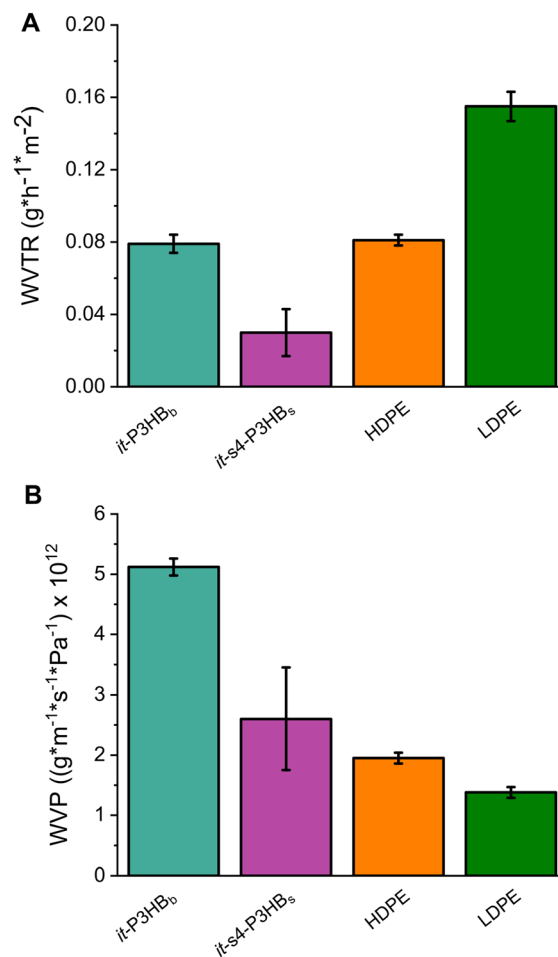 A
WVTR (g*h-1*m-2)
0.20
0.16
0.12
0.08
0.04
0.00
it-P3HBb
it-s4-P3HBs
HDPE
LDPE
B
WVP ((g*m-1*s-1*Pa-1) x 1012
6
5
4
3
2
1
0
it-P3HBb
it-s4-P3HBs
HDPE
LDPE